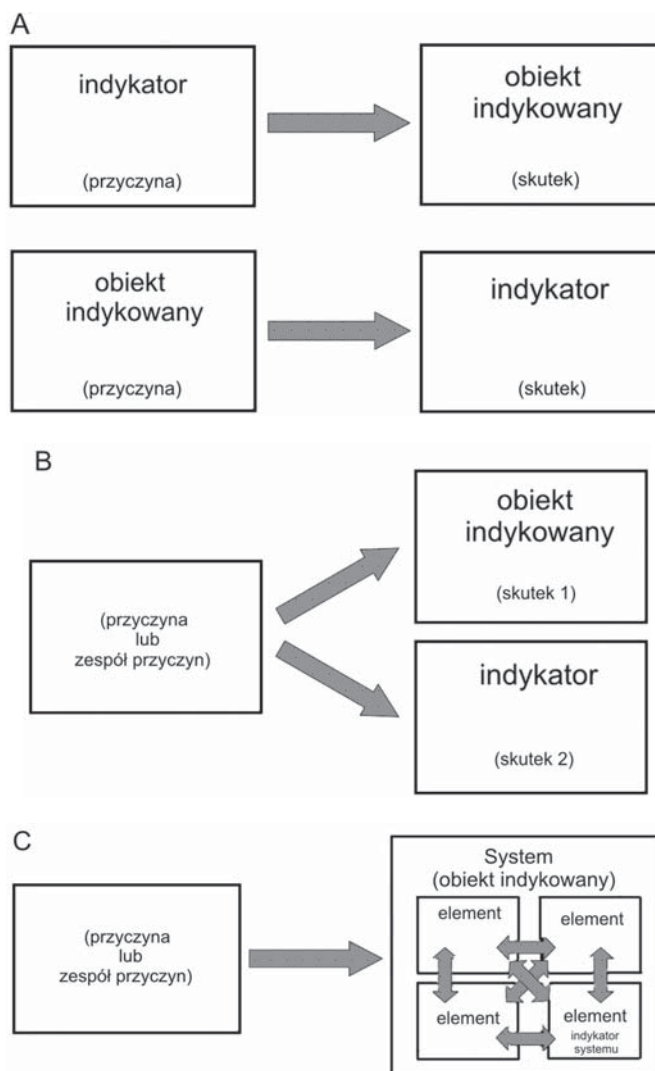 A
indykator
(przyczyna)
obiekt
indykowany
(skutek)
obiekt
indykowany
(przyczyna)
indykator
(skutek)
B
(przyczyna
lub
zespół przyczyn)
obiekt
indykowany
(skutek 1)
indykator
(skutek 2)
C
(przyczyna
lub
zespół przyczyn)
System
(obiekt indykowany)
element
element
element
element
indykator
systemu